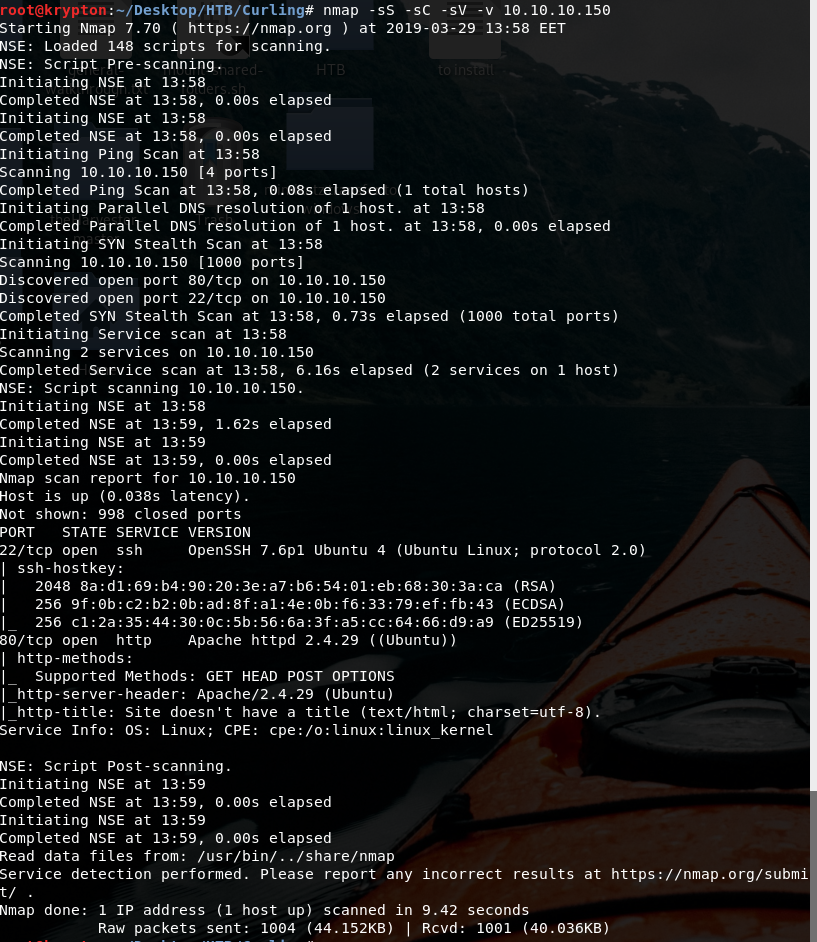 root@krypton:~/Desktop/HTB/Curling# nmap -sS -sC -sV -v 10.10.10.150
Starting Nmap 7.70 ( https://nmap.org ) at 2019-03-29 13:58 EET
NSE: Loaded 148 scripts for scanning.
NSE: Script Pre-scanning.
HTB
to install
Initiating NSE at 13:58
Completed NSE at 13:58, 0.00s elapsed
Initiating NSE at 13:58
Completed NSE at 13:58, 0.00s elapsed
Initiating Ping Scan at 13:58
Scanning 10.10.10.150 [4 ports]
Completed Ping Scan at 13:58, 0.08s elapsed (1 total hosts)
Initiating Parallel DNS resolution of 1 host. at 13:58
Completed Parallel DNS resolution of 1 host. at 13:58, 0.00s elapsed
Initiating SYN Stealth Scan at 13:58
Scanning 10.10.10.150 [1000 ports]
Discovered open port 80/tcp on 10.10.10.150
Discovered open port 22/tcp on 10.10.10.150
Completed SYN Stealth Scan at 13:58, 0.73s elapsed (1000 total ports)
Initiating Service scan at 13:58
Scanning 2 services on 10.10.10.150
Completed Service scan at 13:58, 6.16s elapsed (2 services on 1 host)
NSE: Script scanning 10.10.10.150.
Initiating NSE at 13:58
Completed NSE at 13:59, 1.62s elapsed
Initiating NSE at 13:59
Completed NSE at 13:59, 0.00s elapsed
Nmap scan report for 10.10.10.150
Host is up (0.038s latency).
Not shown: 998 closed ports
PORT   STATE SERVICE VERSION
22/tcp open  ssh     OpenSSH 7.6p1 Ubuntu 4 (Ubuntu Linux; protocol 2.0)
| ssh-hostkey:
|   2048 8a:d1:69:b4:90:20:3e:a7:b6:54:01:eb:68:30:3a:ca (RSA)
|   256 9f:0b:c2:b2:0b:ad:8f:a1:4e:0b:f6:33:79:ef:fb:43 (ECDSA)
|_  256 c1:2a:35:44:30:0c:5b:56:6a:3f:a5:cc:64:66:d9:a9 (ED25519)
80/tcp open  http    Apache httpd 2.4.29 ((Ubuntu))
| http-methods:
|_  Supported Methods: GET HEAD POST OPTIONS
|_http-server-header: Apache/2.4.29 (Ubuntu)
|_http-title: Site doesn't have a title (text/html; charset=utf-8).
Service Info: OS: Linux; CPE: cpe:/o:linux:linux_kernel
NSE: Script Post-scanning.
Initiating NSE at 13:59
Completed NSE at 13:59, 0.00s elapsed
Initiating NSE at 13:59
Completed NSE at 13:59, 0.00s elapsed
Read data files from: /usr/bin/../share/nmap
Service detection performed. Please report any incorrect results at https://nmap.org/submi
t/ .
Nmap done: 1 IP address (1 host up) scanned in 9.42 seconds
Raw packets sent: 1004 (44.152KB) | Rcvd: 1001 (40.036KB)